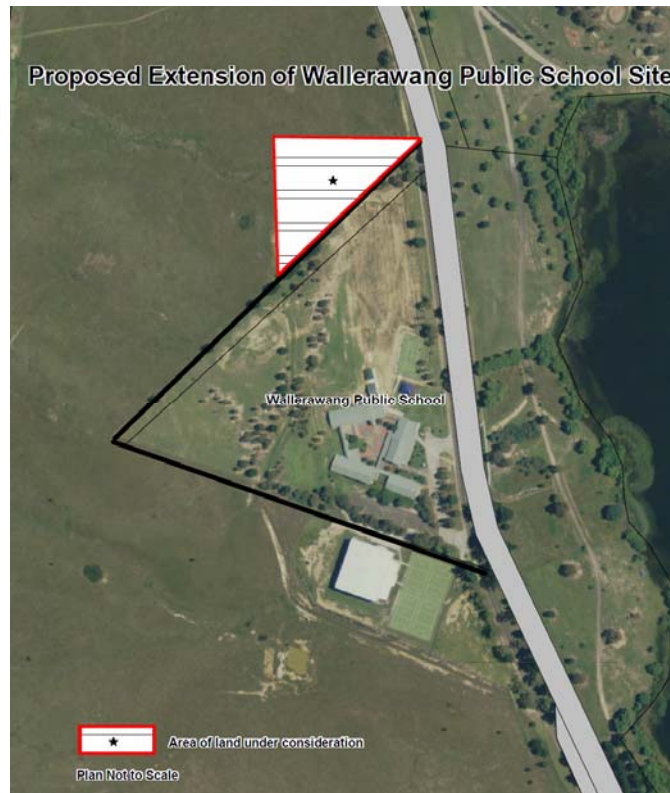 Proposed Extension of Wallerawang Public School Site
Wallerawang Public School
Area of land under consideration
Plan Not to Scale